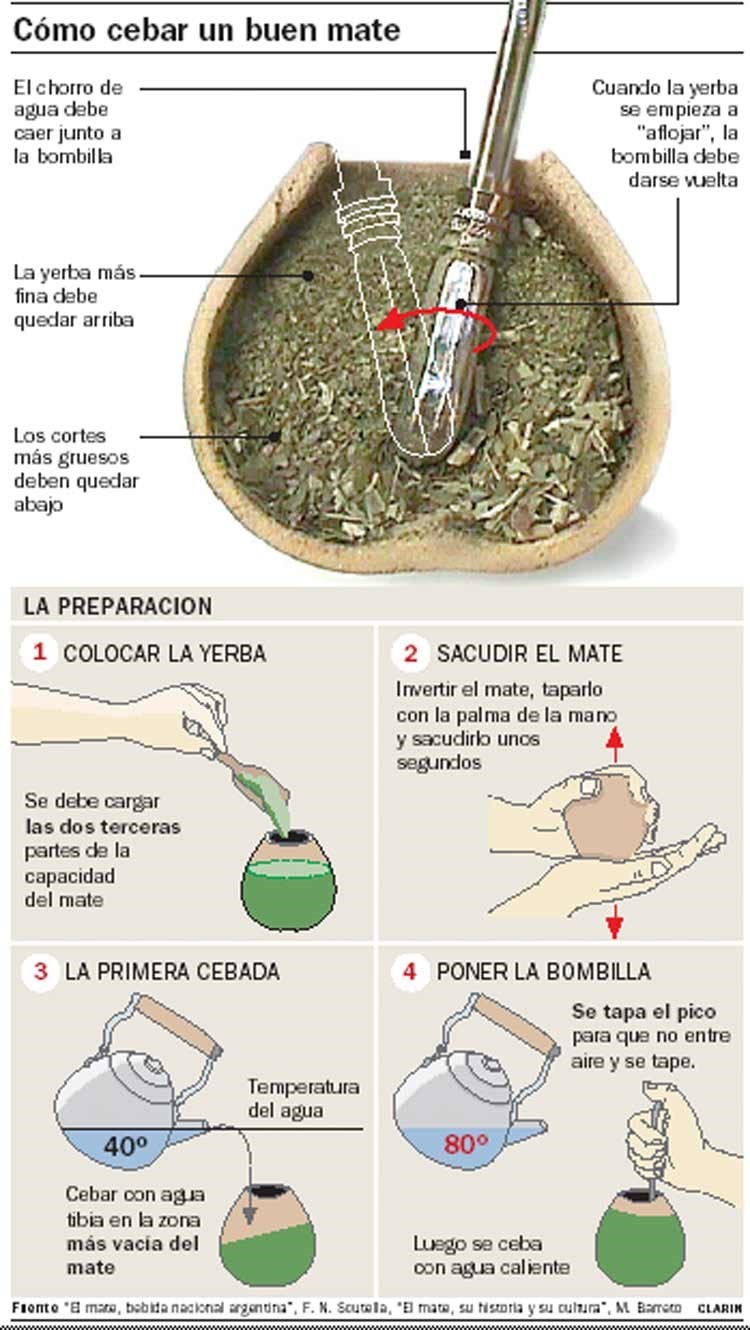 Cómo cebar un buen mate
El chorro de
agua debe
caer junto a
la bombilla
Cuando la yerba
se empieza a
"aflojar", la
bombilla debe
darse vuelta
La yerba más
fina debe
quedar arriba
Los cortes
más gruesos
deben quedar
abajo
LA PREPARACION
1 COLOCAR LA YERBA
Se debe cargar
las dos terceras
partes de la
capacidad
del mate
2 SACUDIR EL MATE
Invertir el mate, taparlo
con la palma de la mano
y sacudirlo unos
segundos
3 LA PRIMERA CEBADA
Temperatura
del agua
40º
Cebar con agua
tibia en la zona
más vacía del
mate
4 PONER LA BOMBILLA
Se tapa el pico
para que no entre
aire y se tape.
80º
Luego se ceba
con agua caliente
Fuente "El mate, bebida nacional argentina", F. N. Scutella, "El mate, su historia y su cultura", M. Barreto CLARIN